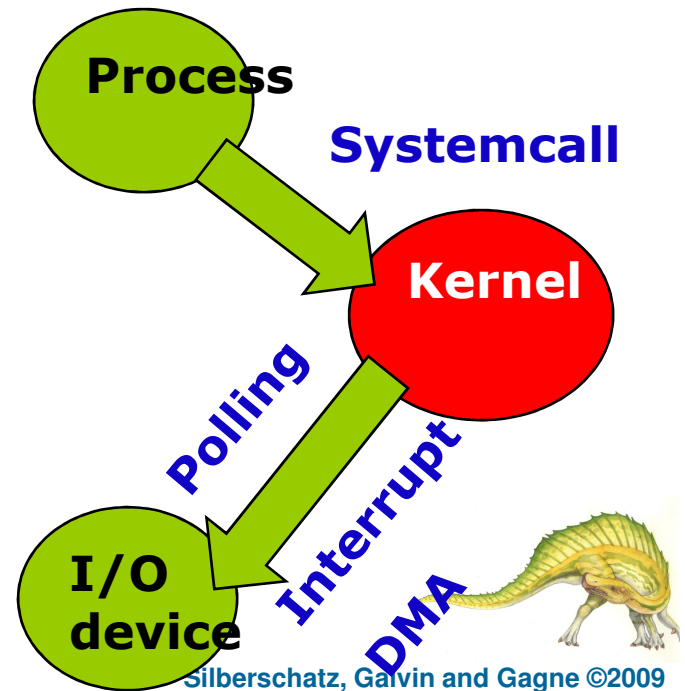 Process
Systemcall
Kernel
Polling
Interrupt
I/O
device
DMA
Silberschatz, Galvin and Gagne ©2009